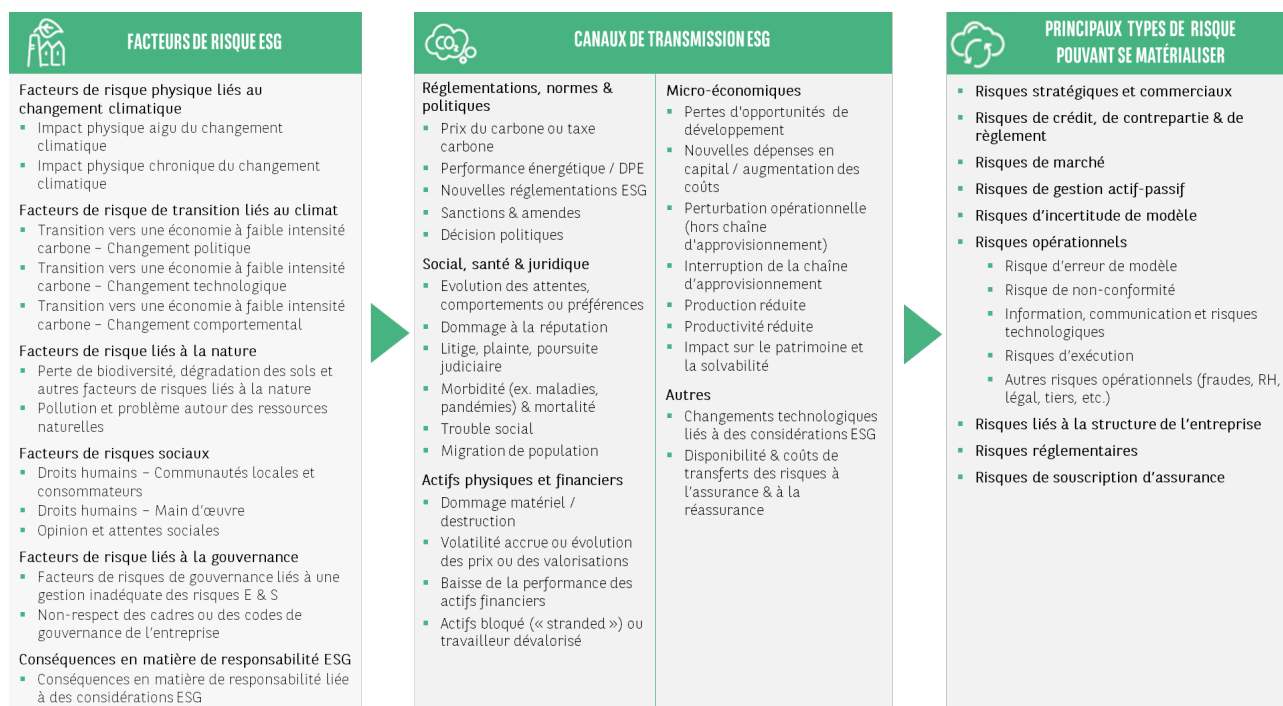 FACTEURS DE RISQUE ESG
Facteurs de risque physique liés au
changement climatique
▪ Impact physique aigu du changement
climatique
▪ Impact physique chronique du changement
climatique
Facteurs de risque de transition liés au climat
▪ Transition vers une économie à faible intensité
carbone – Changement politique
▪ Transition vers une économie à faible intensité
carbone – Changement technologique
▪ Transition vers une économie à faible intensité
carbone – Changement comportemental
Facteurs de risque liés à la nature
▪ Perte de biodiversité, dégradation des sols et
autres facteurs de risques liés à la nature
▪ Pollution et problème autour des ressources
naturelles
Facteurs de risques sociaux
▪ Droits humains – Communautés locales et
consommateurs
▪ Droits humains – Main d'œuvre
▪ Opinion et attentes sociales
Facteurs de risque liés à la gouvernance
▪ Facteurs de risques de gouvernance liés à une
gestion inadéquate des risques E & S
▪ Non-respect des cadres ou des codes de
gouvernance de l'entreprise
Conséquences en matière de responsabilité ESG
▪ Conséquences en matière de responsabilité liée
à des considérations ESG
CO₂
CANAUX DE TRANSMISSION ESG
Réglementations, normes &
politiques
▪ Prix du carbone ou taxe
carbone
▪ Performance énergétique / DPE
▪ Nouvelles réglementations ESG
▪ Sanctions & amendes
▪ Décision politiques
Social, santé & juridique
▪ Evolution des attentes,
comportements ou préférences
▪ Dommage à la réputation
▪ Litige, plainte, poursuite
judiciaire
▪ Morbidité (ex. maladies,
pandémies) & mortalité
▪ Trouble social
▪ Migration de population
Actifs physiques et financiers
▪ Dommage matériel /
destruction
▪ Volatilité accrue ou évolution
des prix ou des valorisations
▪ Baisse de la performance des
actifs financiers
▪ Actifs bloqué (« stranded ») ou
travailleur dévalorisé
Micro-économiques
▪ Pertes d'opportunités de
développement
▪ Nouvelles dépenses en
capital / augmentation des
coûts
▪ Perturbation opérationnelle
(hors chaîne
d'approvisionnement)
▪ Interruption de la chaîne
d'approvisionnement
▪ Production réduite
▪ Productivité réduite
▪ Impact sur le patrimoine et
la solvabilité
Autres
▪ Changements technologiques
liés à des considérations ESG
▪ Disponibilité & coûts de
transferts des risques à
l'assurance & à la
réassurance
PRINCIPAUX TYPES DE RISQUE
POUVANT SE MATÉRIALISER
▪ Risques stratégiques et commerciaux
▪ Risques de crédit, de contrepartie & de
règlement
▪ Risques de marché
▪ Risques de gestion actif-passif
▪ Risques d'incertitude de modèle
▪ Risques opérationnels
▪ Risque d'erreur de modèle
▪ Risque de non-conformité
▪ Information, communication et risques
technologiques
▪ Risques d'exécution
▪ Autres risques opérationnels (fraudes, RH,
légal, tiers, etc.)
▪ Risques liés à la structure de l'entreprise
▪ Risques réglementaires
▪ Risques de souscription d'assurance